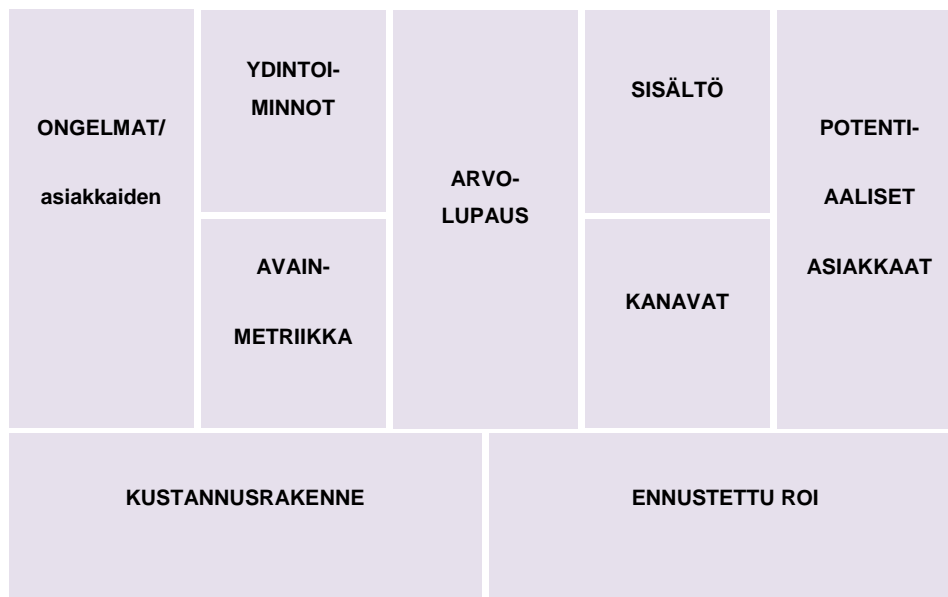 ONGELMAT/
asiakkaiden
YDINTOI-
MINNOT
AVAIN-
METRIIKKA
ARVO-
LUPAUS
SISÄLTÖ
KANAVAT
POTENTI-
AALISET
ASIAKKAAT
KUSTANNUSRAKENNE
ENNUSTETTU ROI